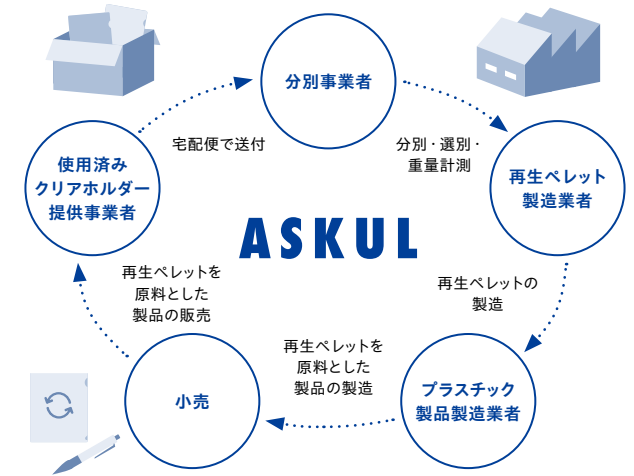 分別事業者
宅配便で送付
分別・選別・
重量計測
使用済み
クリアホルダー
提供事業者
再生ペレット
製造業者
ASKUL
再生ペレットを
原料とした
製品の販売
再生ペレットの
製造
再生ペレットを
原料とした
製品の製造
小売
プラスチック
製品製造業者